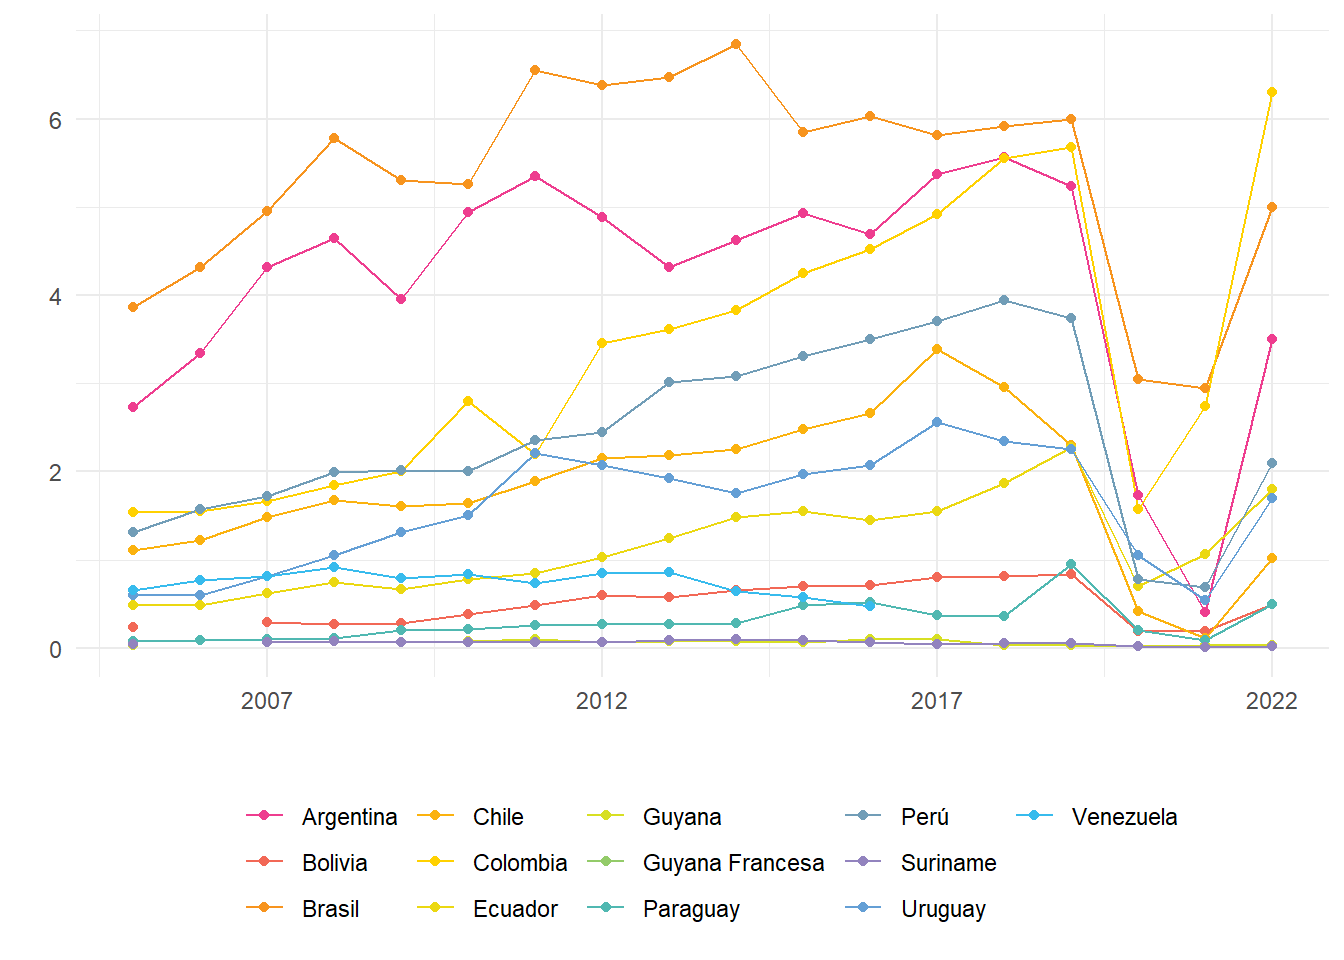 6
4
2
0
2007 2012 2017 2022
Argentina Chile Guyana Perú Venezuela
Bolivia Colombia Guyana Francesa Suriname
Brasil Ecuador Paraguay Uruguay